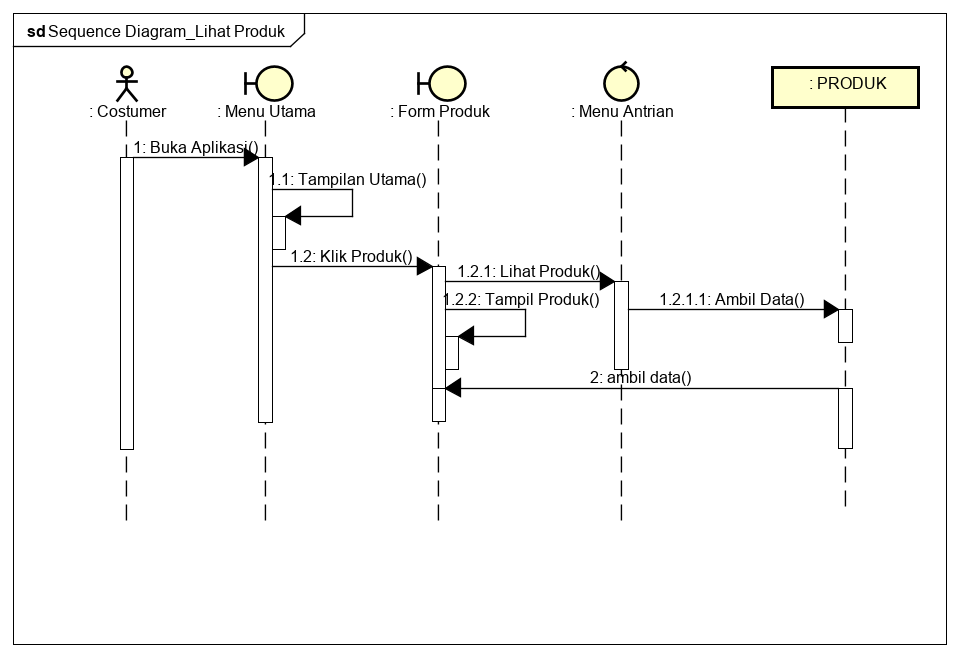 sd Sequence Diagram_Lihat Produk
: Costumer
: Menu Utama
: Form Produk
: Menu Antrian
: PRODUK
1: Buka Aplikasi()
1.1: Tampilan Utama()
1.2: Klik Produk()
1.2.1: Lihat Produk()
1.2.2: Tampil Produk()
1.2.1.1: Ambil Data()
2: ambil data()